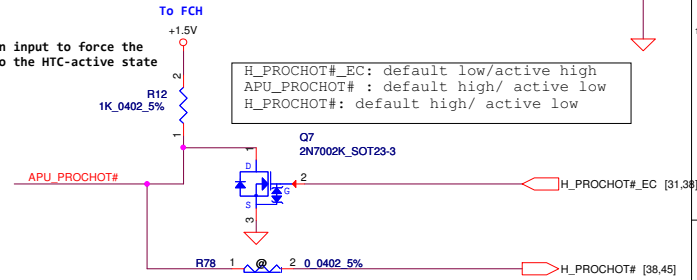 To FCH
+1.5V
n input to force the
o the HTC-active state
2
R12
1K_0402_5%
1
H_PROCHOT#_EC: default low/active high
APU_PROCHOT# : default high/ active low
H_PROCHOT#: default high/ active low
Q7
2N7002K_SOT23-3
1
D
APU_PROCHOT#
G
2
H_PROCHOT#_EC [31,38]
S
3
R78 1 @ 2 0_0402_5%
H_PROCHOT# [38,45]